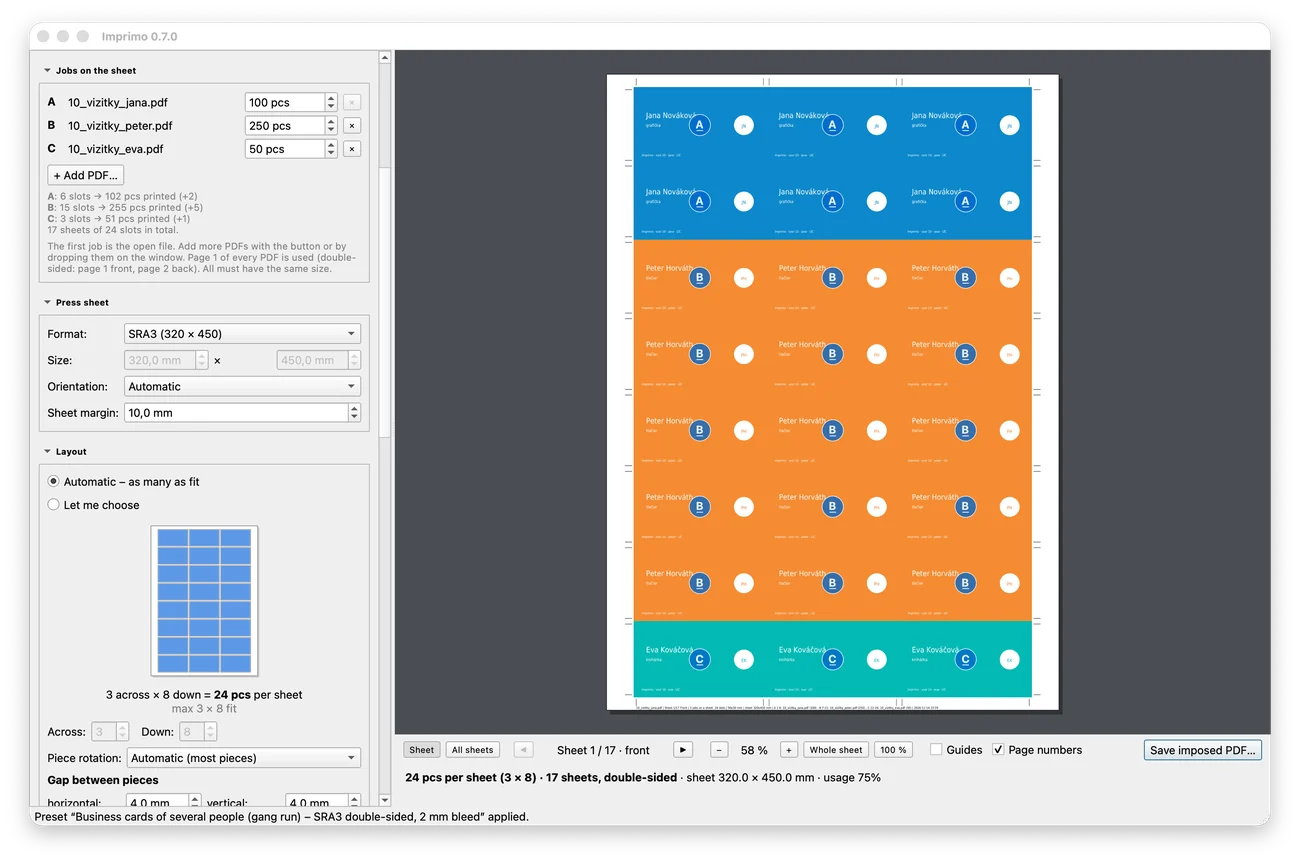 Imprimo 0.7.0
Jobs on the sheet
A 10_vizitky_jana.pdf 100 pcs ×
B 10_vizitky_peter.pdf 250 pcs ×
C 10_vizitky_eva.pdf 50 pcs ×
+ Add PDF...
A: 6 slots → 102 pcs printed (+2)
B: 15 slots → 255 pcs printed (+5)
C: 3 slots → 51 pcs printed (+1)
17 sheets of 24 slots in total.
The first job is the open file. Add more PDFs with the button or by
dropping them on the window. Page 1 of every PDF is used (double-
sided: page 1 front, page 2 back). All must have the same size.
Press sheet
Format: SRA3 (320 × 450)
Size: 320,0 mm × 450,0 mm
Orientation: Automatic
Sheet margin: 10,0 mm
Layout
Automatic – as many as fit
Let me choose
3 across × 8 down = 24 pcs per sheet
max 3 × 8 fit
Across: 3 Down: 8
Piece rotation: Automatic (most pieces)
Gap between pieces
horizontal: 4,0 mm vertical: 4,0 mm
Jana Nováková A Jana Nováková A Jana Nováková A
grafička grafička grafička
Jana Nováková A Jana Nováková A Jana Nováková A
grafička grafička grafička
Peter Horváth B Peter Horváth B Peter Horváth B
Peter Horváth B Peter Horváth B Peter Horváth B
Peter Horváth B Peter Horváth B Peter Horváth B
Peter Horváth B Peter Horváth B Peter Horváth B
Peter Horváth B Peter Horváth B Peter Horváth B
Eva Kováčová C Eva Kováčová C Eva Kováčová C
Sheet All sheets Sheet 1 / 17 · front 58 % + Whole sheet 100 % Guides Page numbers Save imposed PDF...
24 pcs per sheet (3 × 8) · 17 sheets, double-sided · sheet 320.0 × 450.0 mm · usage 75%
Preset “Business cards of several people (gang run) – SRA3 double-sided, 2 mm bleed” applied.